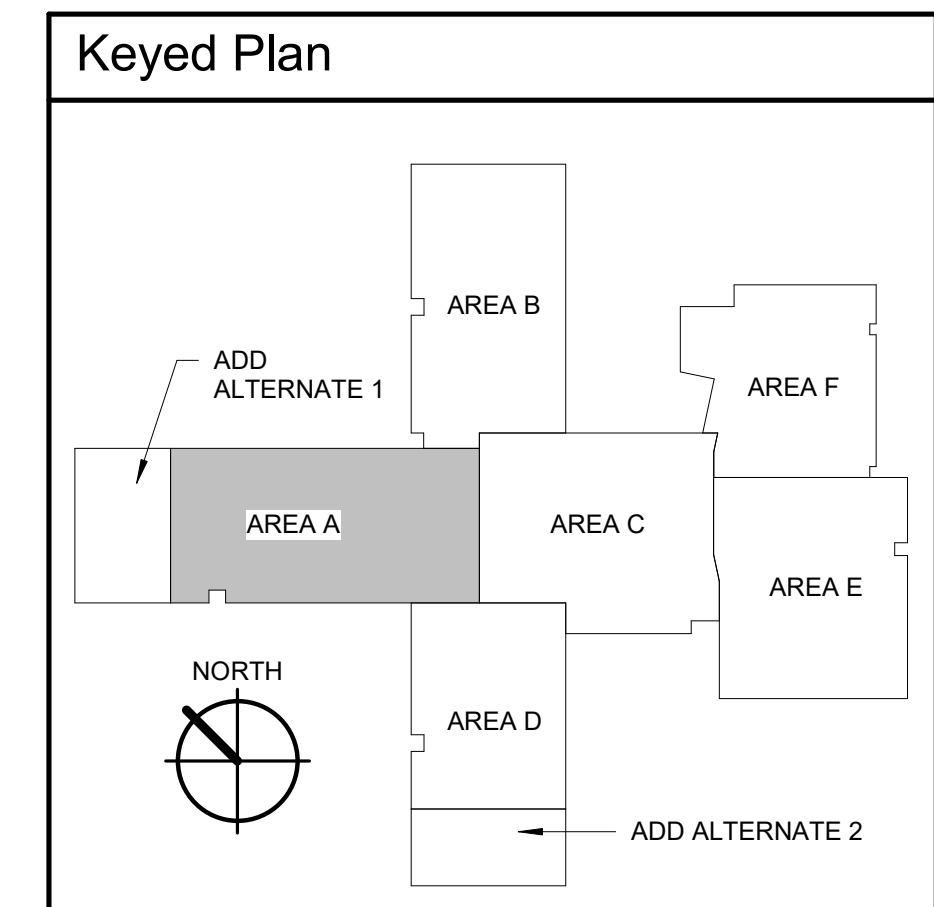 Keyed Plan
AREA B
ADD
ALTERNATE 1
AREA F
AREA A
AREA C
AREA E
NORTH
AREA D
ADD ALTERNATE 2